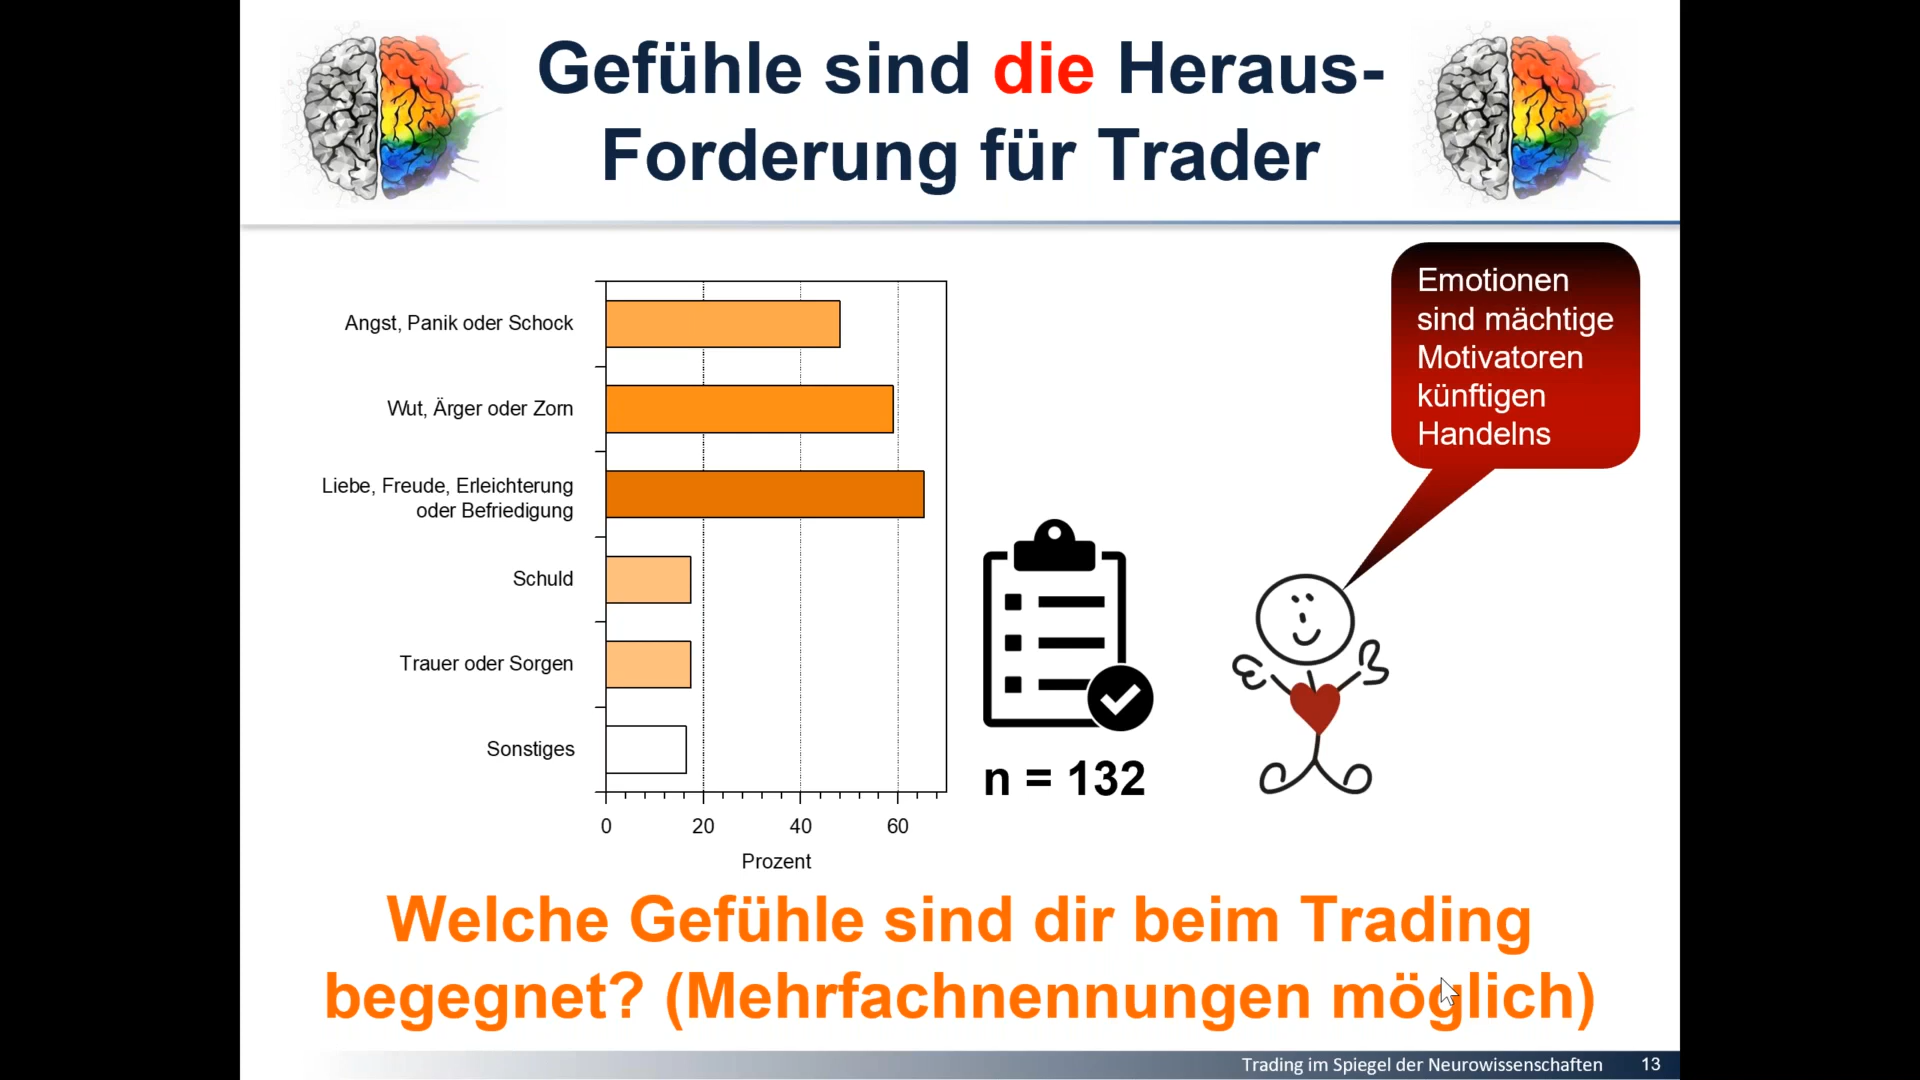 Gefühle sind die Heraus-
Forderung für Trader
Emotionen
sind mächtige
Motivatoren
künftigen
Handelns
Angst, Panik oder Schock
Wut, Ärger oder Zorn
Liebe, Freude, Erleichterung
oder Befriedigung
Schuld
Trauer oder Sorgen
Sonstiges
0 20 40 60
Prozent
n = 132
Welche Gefühle sind dir beim Trading
begegnet? (Mehrfachnennungen möglich)
Trading im Spiegel der Neurowissenschaften 13